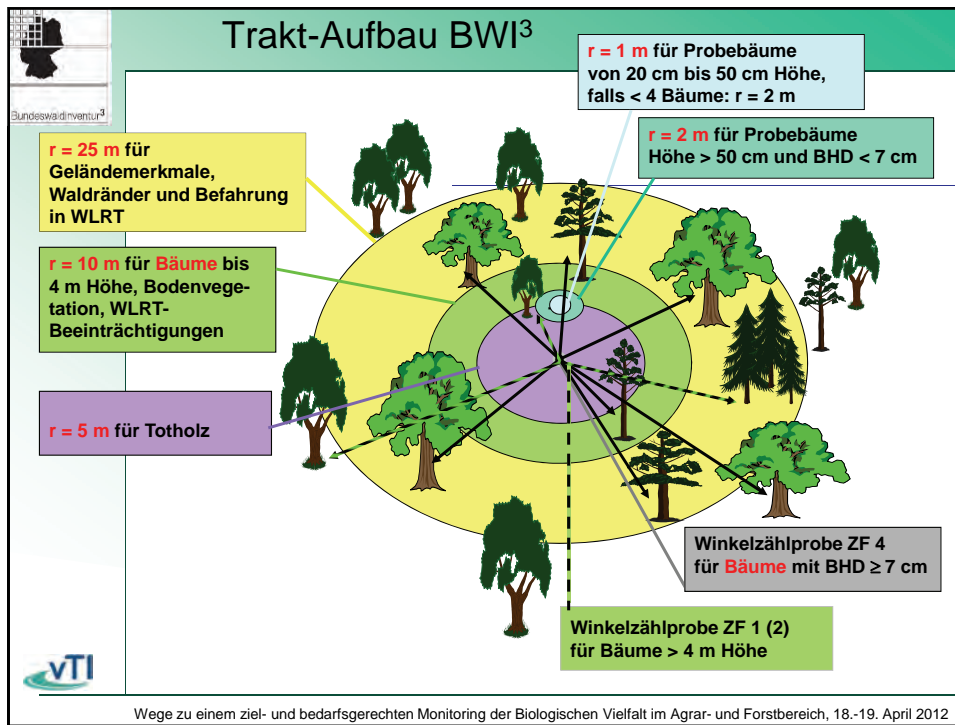 Trakt-Aufbau BWI³
Bundeswaldinventur³
r = 1 m für Probebäume
von 20 cm bis 50 cm Höhe,
falls < 4 Bäume: r = 2 m
r = 2 m für Probebäume
Höhe > 50 cm und BHD < 7 cm
r = 25 m für
Geländemerkmale,
Waldränder und Befahrung
in WLRT
r = 10 m für Bäume bis
4 m Höhe, Bodenvege-
tation, WLRT-
Beeinträchtigungen
r = 5 m für Totholz
Winkelzählprobe ZF 4
für Bäume mit BHD ≥ 7 cm
Winkelzählprobe ZF 1 (2)
für Bäume > 4 m Höhe
vTI
Wege zu einem ziel- und bedarfsgerechten Monitoring der Biologischen Vielfalt im Agrar- und Forstbereich, 18.-19. April 2012